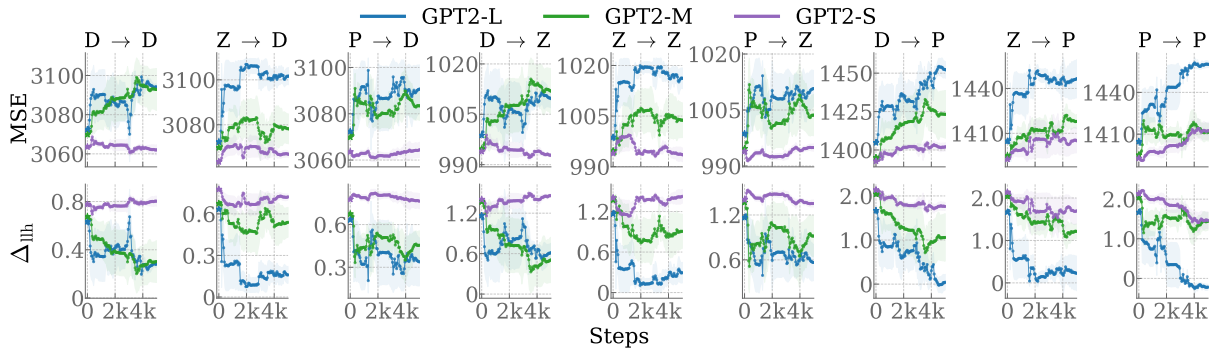 GPT2-L GPT2-M GPT2-S
D → D Z → D P → D D → Z Z → Z P → Z D → P Z → P P → P
MSE
3100 3080 3060
3100 3080
3100 3080 3060
1020 1005 990
1020 1005 990
1020 1005 990
1450 1425 1400
1440 1410
1440 1410
Δllh
0.8 0.4 0
0.6 0.3 0
0.6 0.3
1.2 0.6 0
1.2 0.6 0
1.2 0.6
2.0 1.0 0
2.0 1.0 0
2.0 1.0 0
0 2k4k 0 2k4k 0 2k4k 0 2k4k 0 2k4k 0 2k4k 0 2k4k 0 2k4k 0 2k4k
Steps